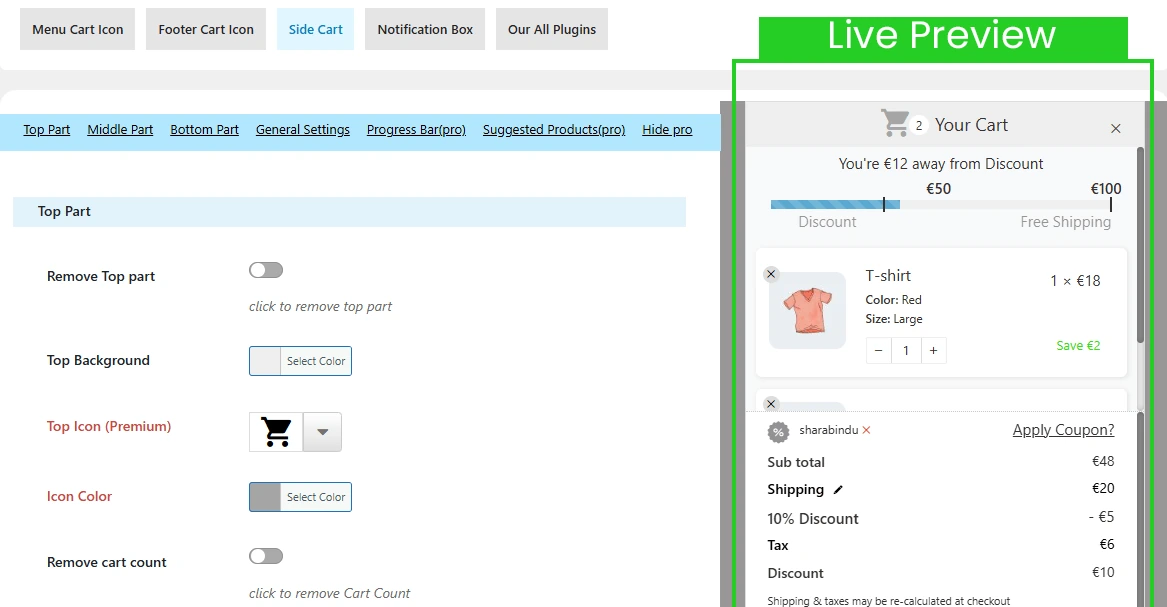 Menu Cart Icon Footer Cart Icon Side Cart Notification Box Our All Plugins
Live Preview
Top Part Middle Part Bottom Part General Settings Progress Bar(pro) Suggested Products(pro) Hide pro
Top Part
Remove Top part
click to remove top part
Top Background Select Color
Top Icon (Premium)
Icon Color Select Color
Remove cart count
click to remove Cart Count
2 Your Cart ×
You're €12 away from Discount
€50 €100
Discount Free Shipping
T-shirt 1 × €18
Color: Red
Size: Large
− 1 + Save €2
% sharabindu × Apply Coupon?
Sub total €48
Shipping €20
10% Discount - €5
Tax €6
Discount €10
Shipping & taxes may be re-calculated at checkout